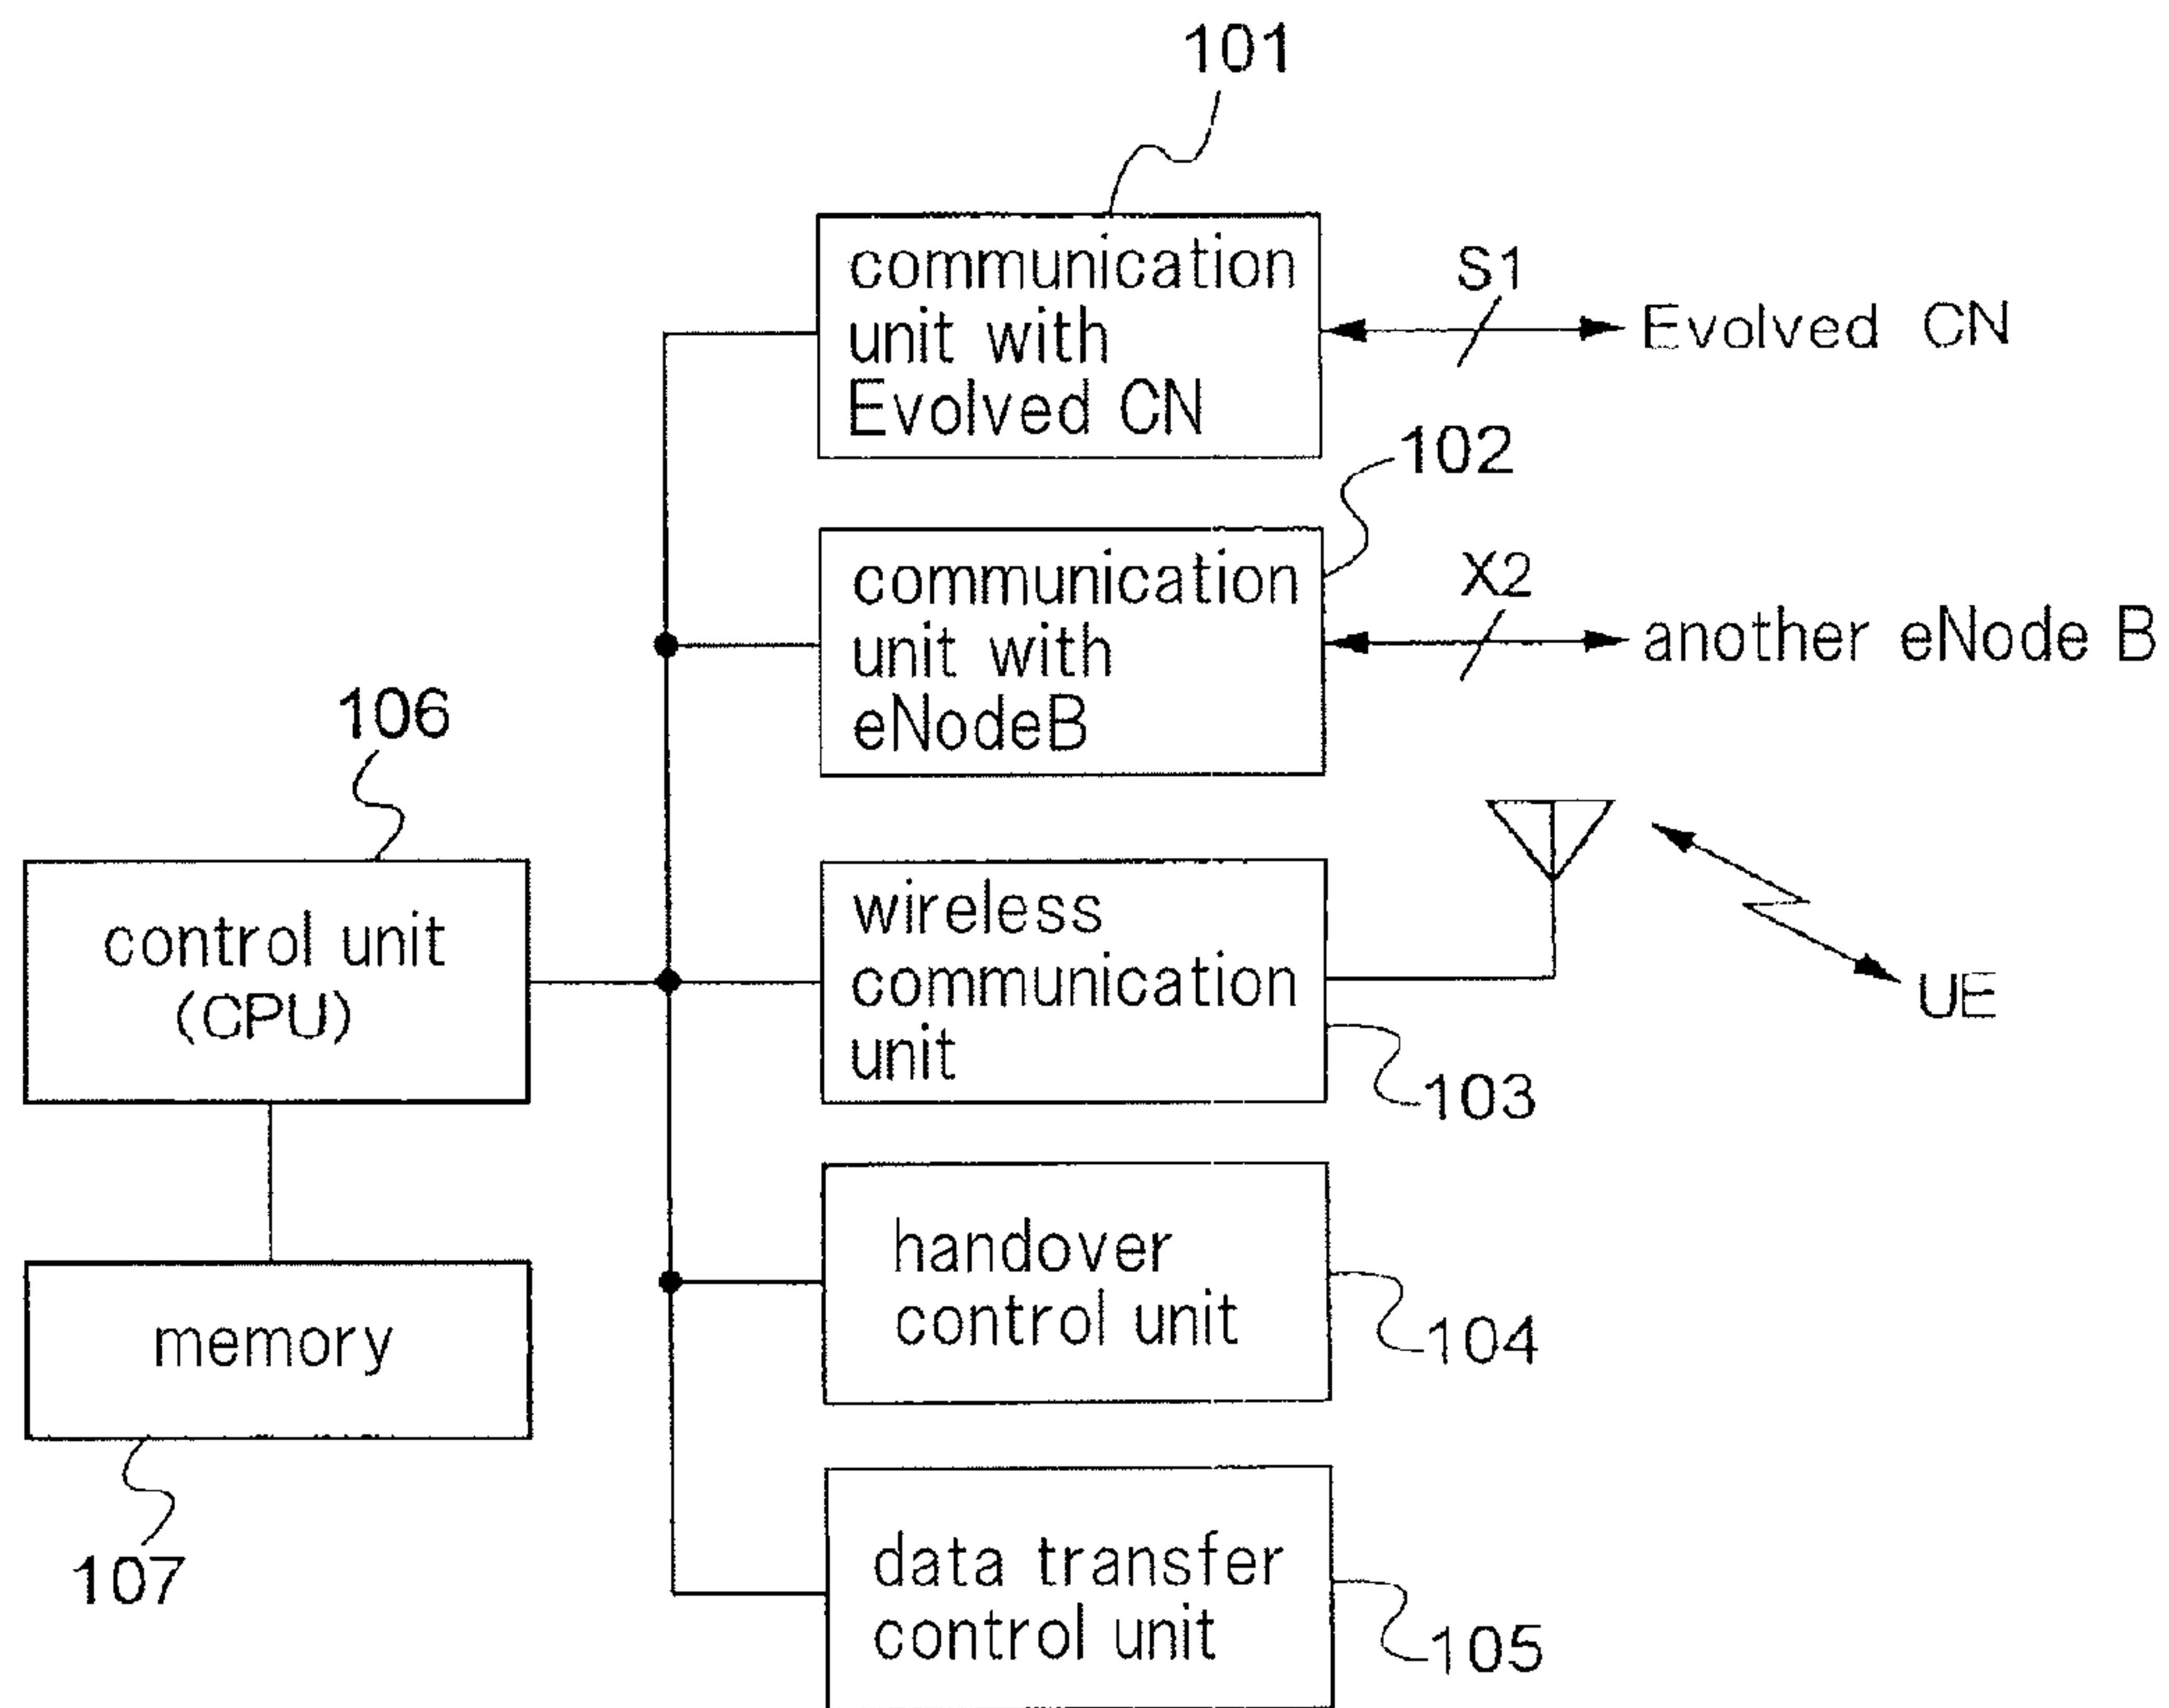 101
communication
unit with
Evolved CN
S1
Evolved CN
102
communication
unit with
eNodeB
X2
another eNode B
106
control unit
(CPU)
wireless
communication
unit
UE
103
handover
control unit
104
memory
107
data transfer
control unit
105